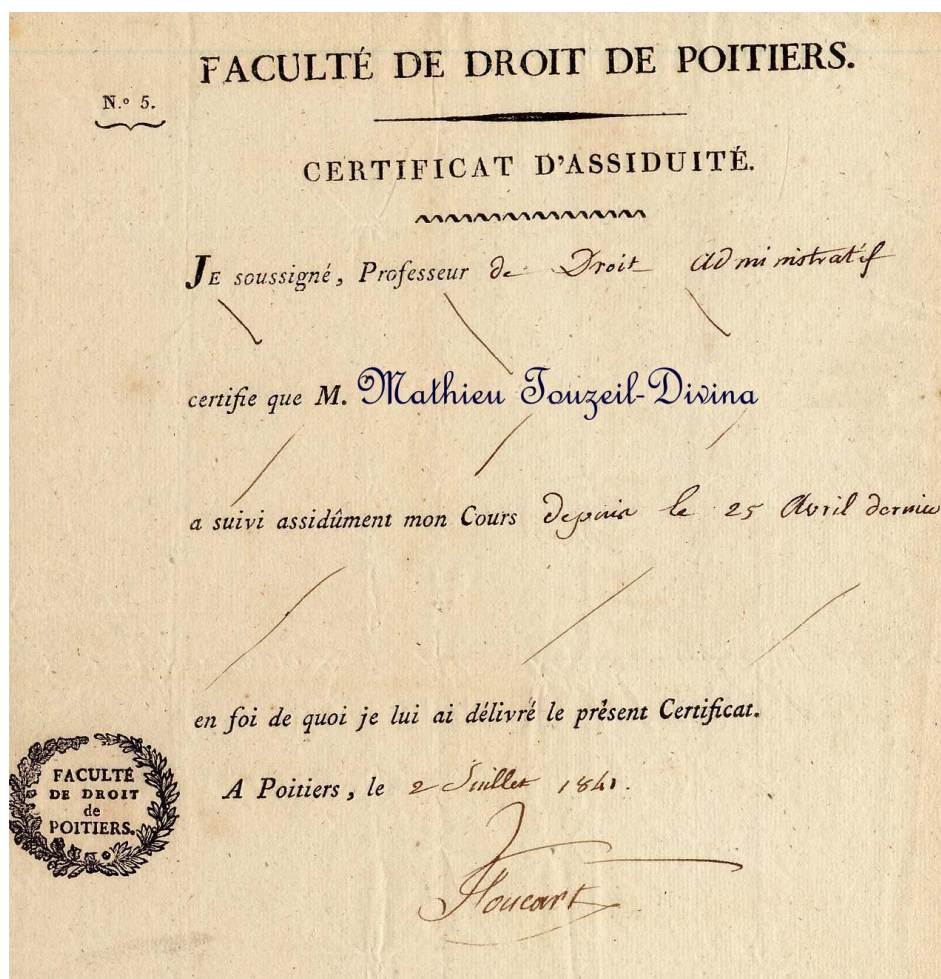 FACULTÉ DE DROIT DE POITIERS.
N.º 5.
CERTIFICAT D'ASSIDUITÉ.
JE soussigné, Professeur de Droit Administratif
certifie que M. Mathieu Touzeil-Divina
a suivi assidûment mon Cours depuis le 25 Avril dernier
en foi de quoi je lui ai délivré le présent Certificat.
A Poitiers, le 2 Juillet 1841.
FACULTÉ
DE DROIT
de
POITIERS.
Foucart